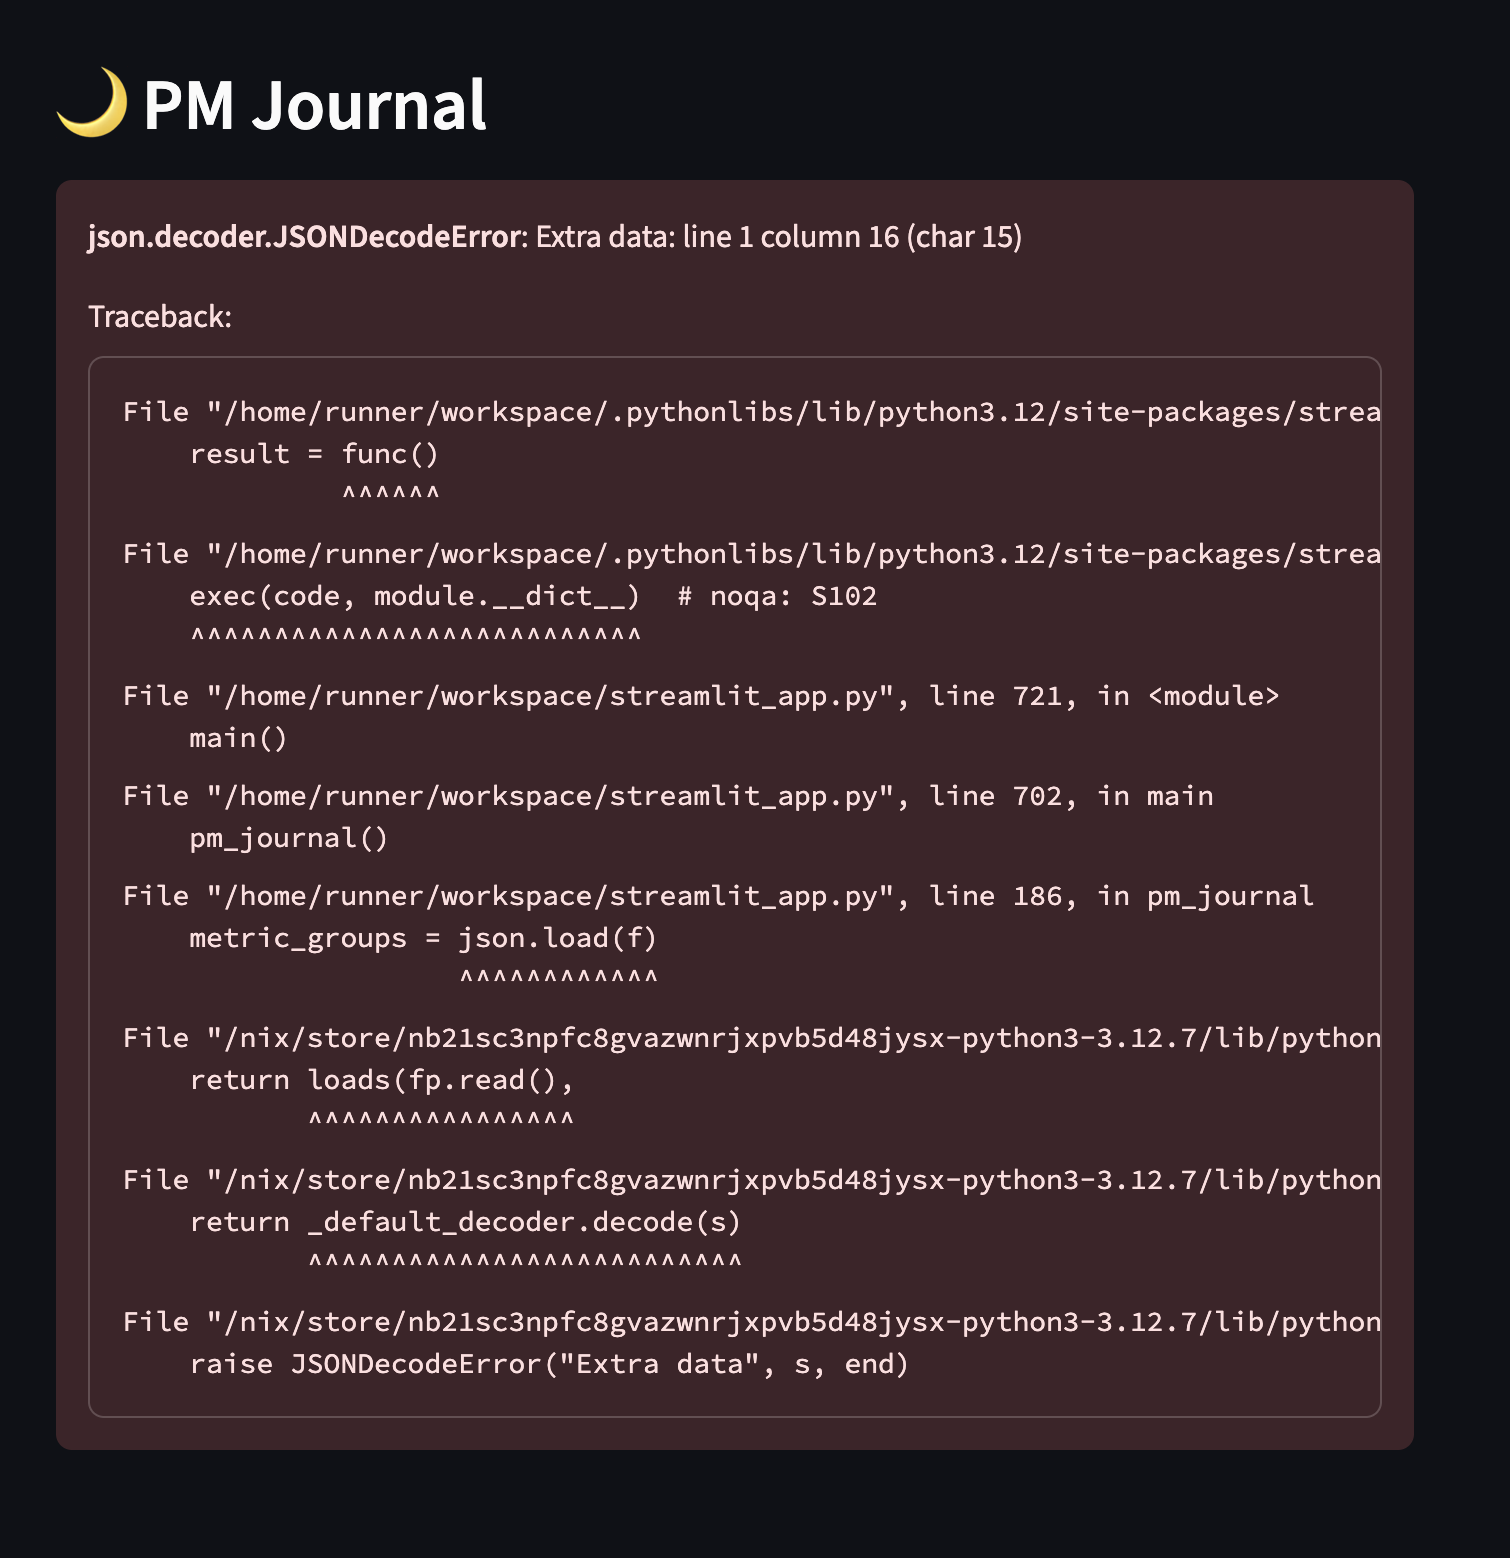 🌙 PM Journal
json.decoder.JSONDecodeError: Extra data: line 1 column 16 (char 15)
Traceback:
File "/home/runner/workspace/.pythonlibs/lib/python3.12/site-packages/strea
    result = func()
             ^^^^^^
File "/home/runner/workspace/.pythonlibs/lib/python3.12/site-packages/strea
    exec(code, module.__dict__)  # noqa: S102
    ^^^^^^^^^^^^^^^^^^^^^^^^^^^
File "/home/runner/workspace/streamlit_app.py", line 721, in <module>
    main()
File "/home/runner/workspace/streamlit_app.py", line 702, in main
    pm_journal()
File "/home/runner/workspace/streamlit_app.py", line 186, in pm_journal
    metric_groups = json.load(f)
                    ^^^^^^^^^^^^
File "/nix/store/nb21sc3npfc8gvazwnrjxpvb5d48jysx-python3-3.12.7/lib/python
    return loads(fp.read(),
           ^^^^^^^^^^^^^^^^
File "/nix/store/nb21sc3npfc8gvazwnrjxpvb5d48jysx-python3-3.12.7/lib/python
    return _default_decoder.decode(s)
           ^^^^^^^^^^^^^^^^^^^^^^^^^^
File "/nix/store/nb21sc3npfc8gvazwnrjxpvb5d48jysx-python3-3.12.7/lib/python
    raise JSONDecodeError("Extra data", s, end)